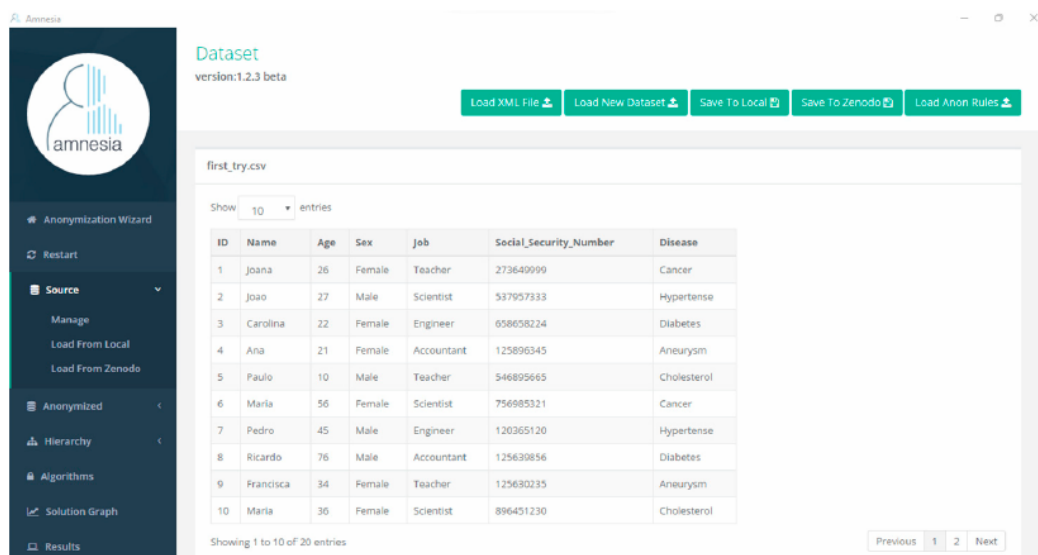 Amnesia
amnesia
Anonymization Wizard
Restart
Source
Manage
Load From Local
Load From Zenodo
Anonymized
Hierarchy
Algorithms
Solution Graph
Results
Dataset
version:1.2.3 beta
Load XML File Load New Dataset Save To Local Save To Zenodo Load Anon Rules
first_try.csv
Show 10 entries
ID Name Age Sex Job Social_Security_Number Disease
1 Joana 26 Female Teacher 273649999 Cancer
2 Joao 27 Male Scientist 537957333 Hypertense
3 Carolina 22 Female Engineer 658658224 Diabetes
4 Ana 21 Female Accountant 125896345 Aneurysm
5 Paulo 10 Male Teacher 546895665 Cholesterol
6 Maria 56 Female Scientist 756985321 Cancer
7 Pedro 45 Male Engineer 120365120 Hypertense
8 Ricardo 76 Male Accountant 125639856 Diabetes
9 Francisca 34 Female Teacher 125630235 Aneurysm
10 Maria 36 Female Scientist 896451230 Cholesterol
Showing 1 to 10 of 20 entries
Previous 1 2 Next